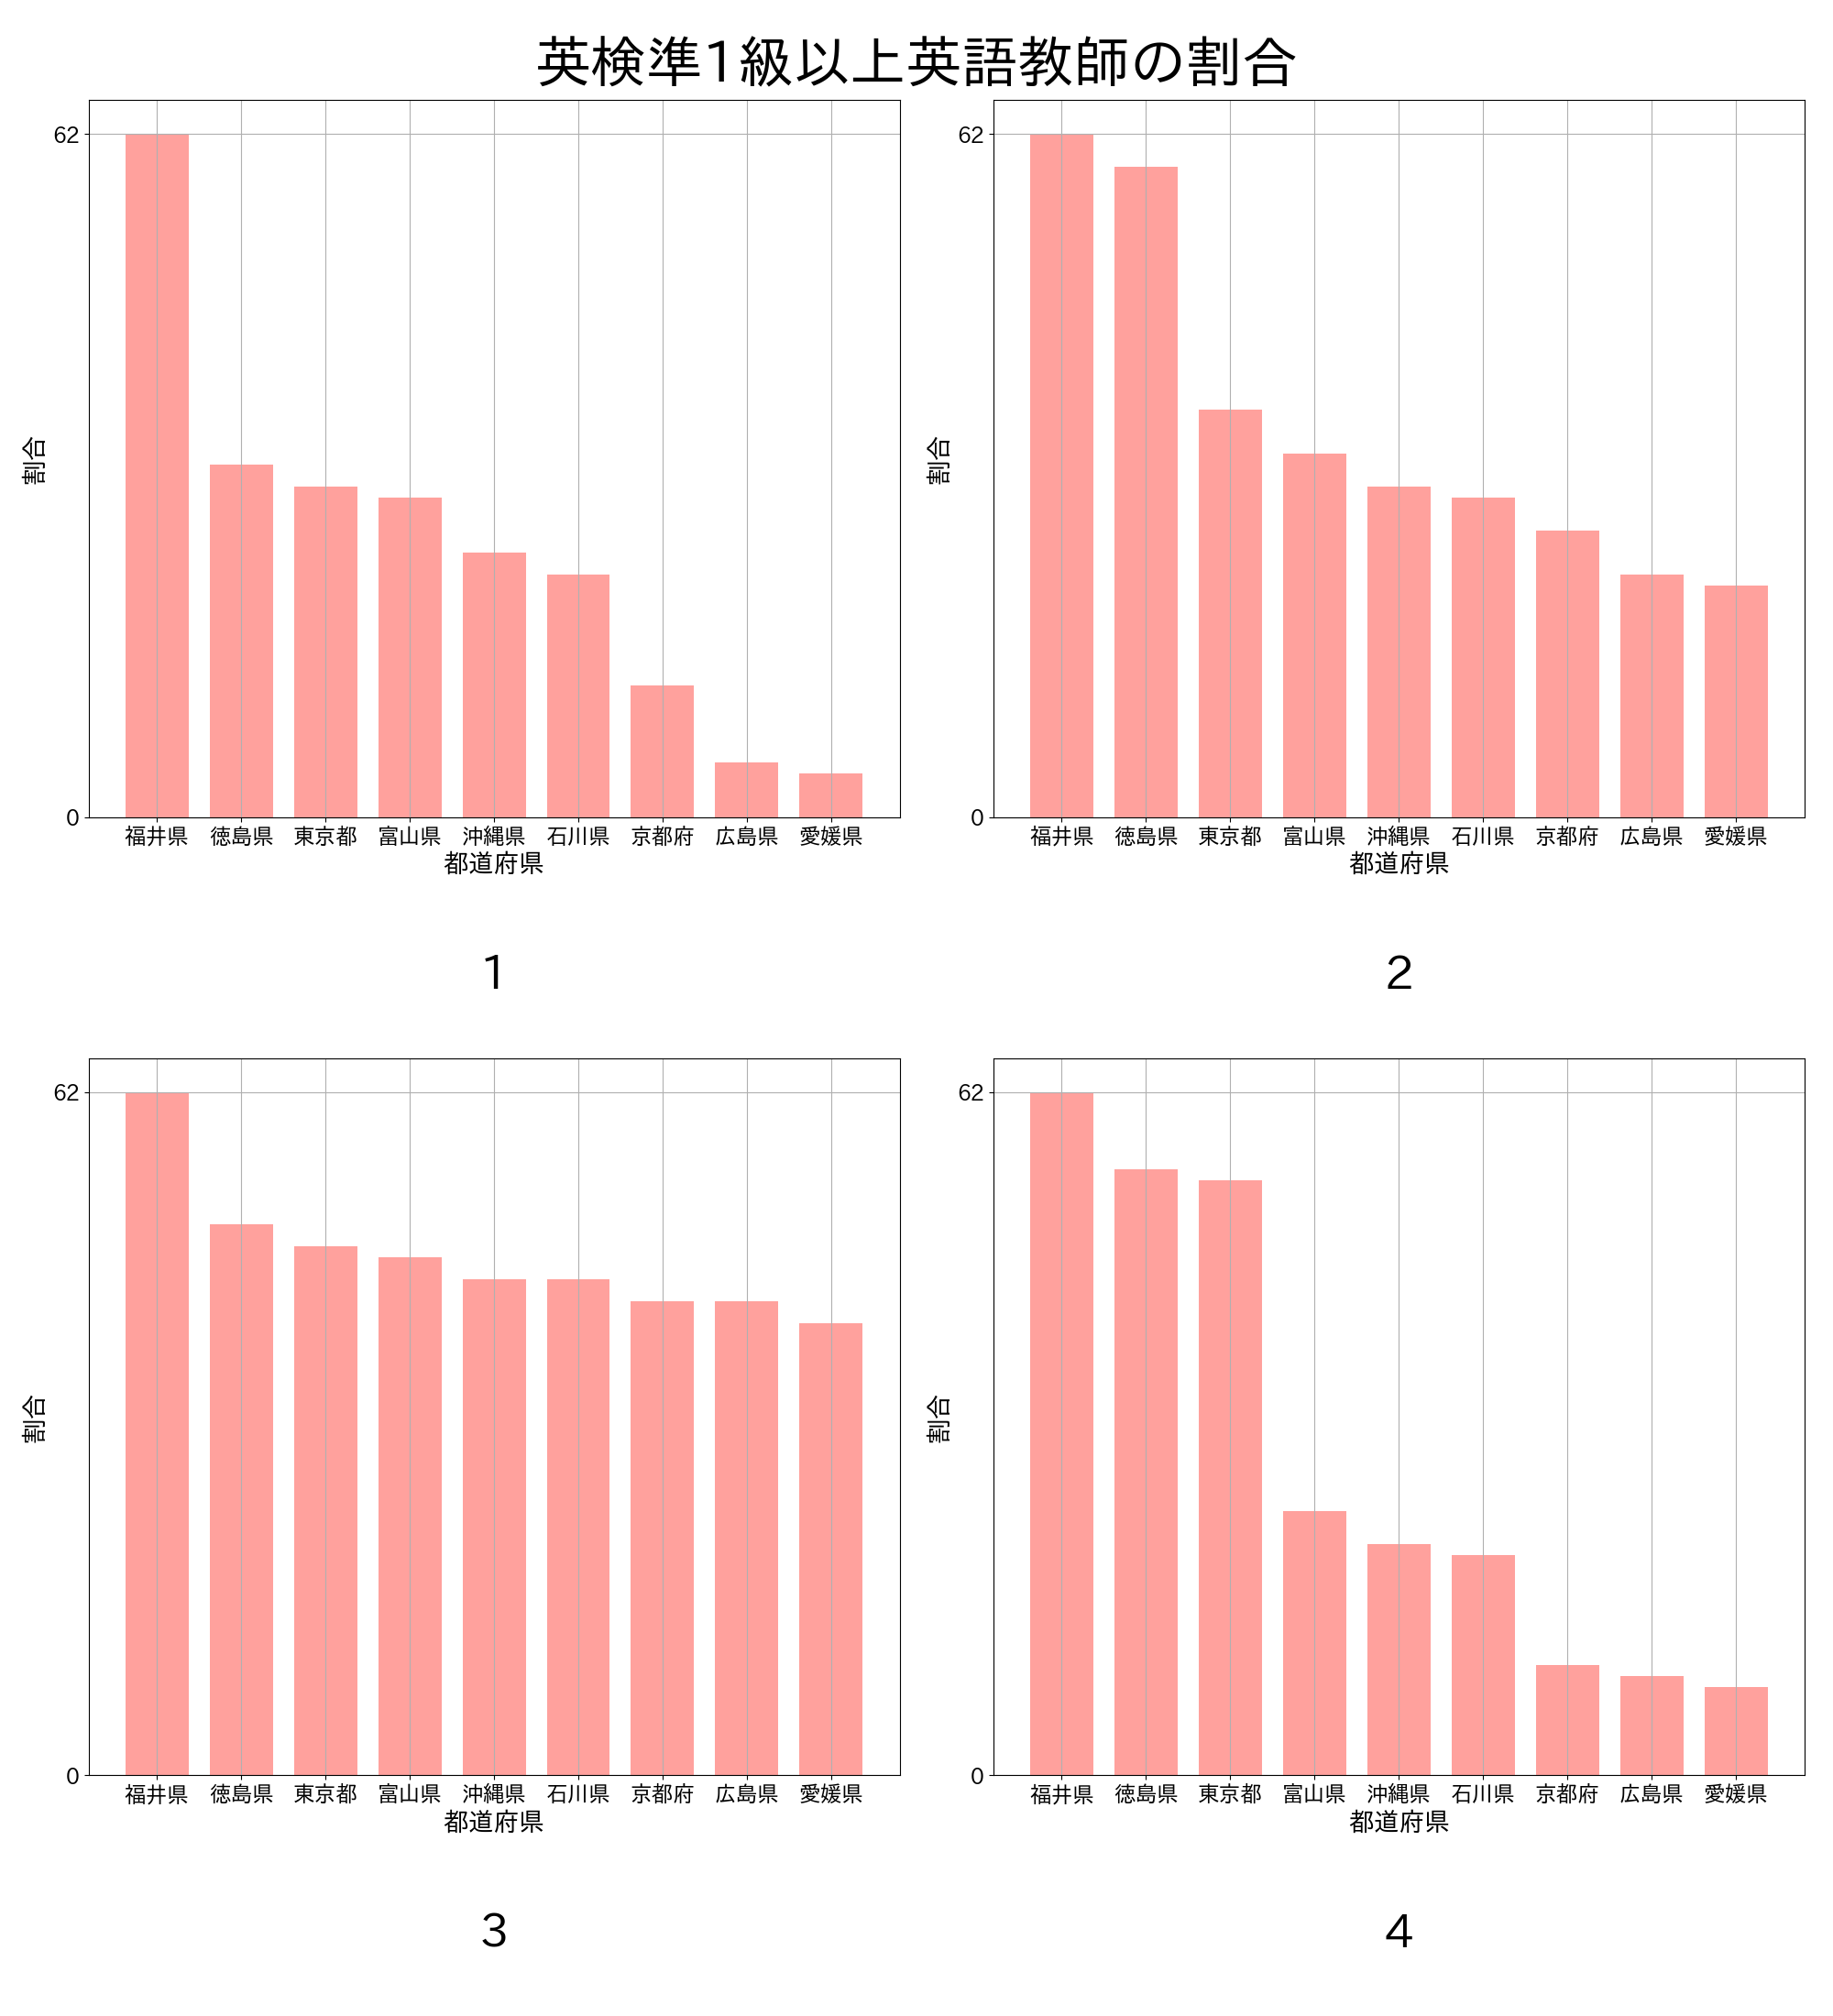 英検準1級以上英語教師の割合
62
0
割合
福井県 徳島県 東京都 富山県 沖縄県 石川県 京都府 広島県 愛媛県
都道府県
1
62
0
割合
福井県 徳島県 東京都 富山県 沖縄県 石川県 京都府 広島県 愛媛県
都道府県
2
62
0
割合
福井県 徳島県 東京都 富山県 沖縄県 石川県 京都府 広島県 愛媛県
都道府県
3
62
0
割合
福井県 徳島県 東京都 富山県 沖縄県 石川県 京都府 広島県 愛媛県
都道府県
4